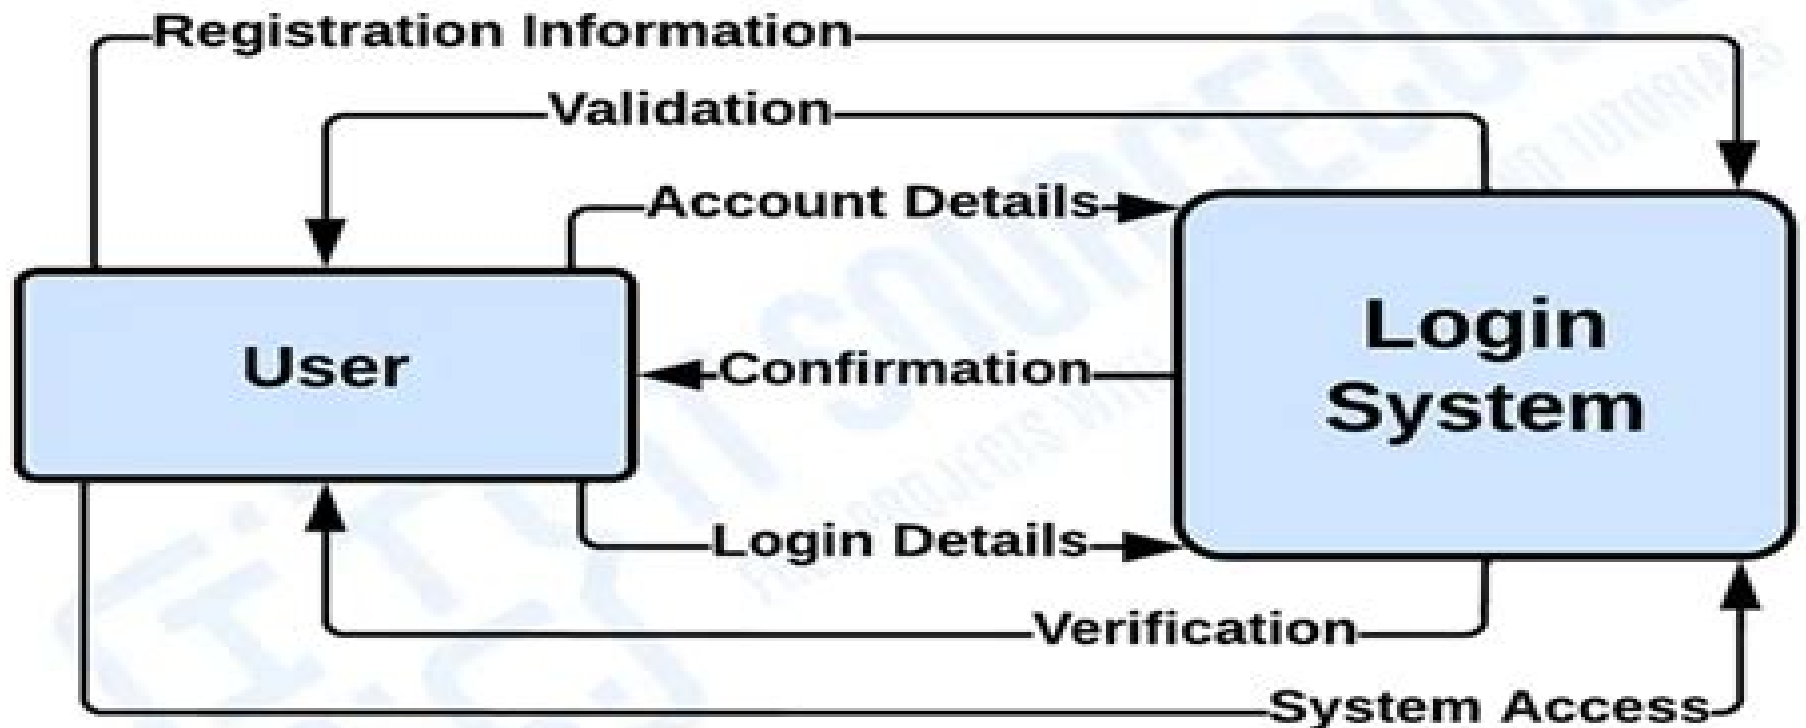 Registration Information
Validation
Account Details
User
Login
System
Confirmation
Login Details
Verification
System Access